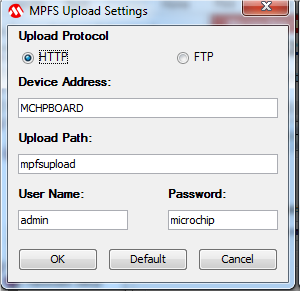 MPFS Upload Settings
Upload Protocol
HTTP FTP
Device Address:
MCHPBOARD
Upload Path:
mpfsupload
User Name: Password:
admin microchip
OK Default Cancel